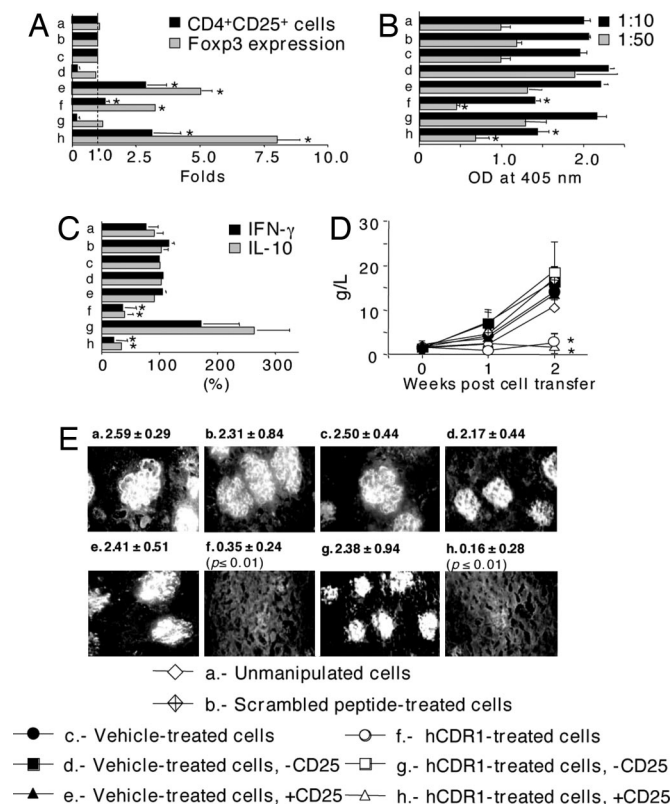 A
CD4+CD25+ cells
Foxp3 expression
a
b
c
d
e * *
f * *
g
h * *
0 1.0 2.5 5.0 7.5 10.0
Folds
B
1:10
1:50
a
b
c
d
e
f * *
g
h * *
0 1.0 2.0
OD at 405 nm
C
IFN-γ
IL-10
a
b
c
d
e
f * *
g
h * *
0 100 200 300
(%)
D
g/L
30
20
10
0
* *
0 1 2
Weeks post cell transfer
E
a. 2.59 ± 0.29 b. 2.31 ± 0.84 c. 2.50 ± 0.44 d. 2.17 ± 0.44
e. 2.41 ± 0.51 f. 0.35 ± 0.24 g. 2.38 ± 0.94 h. 0.16 ± 0.28
(p≤ 0.01) (p≤ 0.01)
a.- Unmanipulated cells
b.- Scrambled peptide-treated cells
c.- Vehicle-treated cells f.- hCDR1-treated cells
d.- Vehicle-treated cells, -CD25 g.- hCDR1-treated cells, -CD25
e.- Vehicle-treated cells, +CD25 h.- hCDR1-treated cells, +CD25